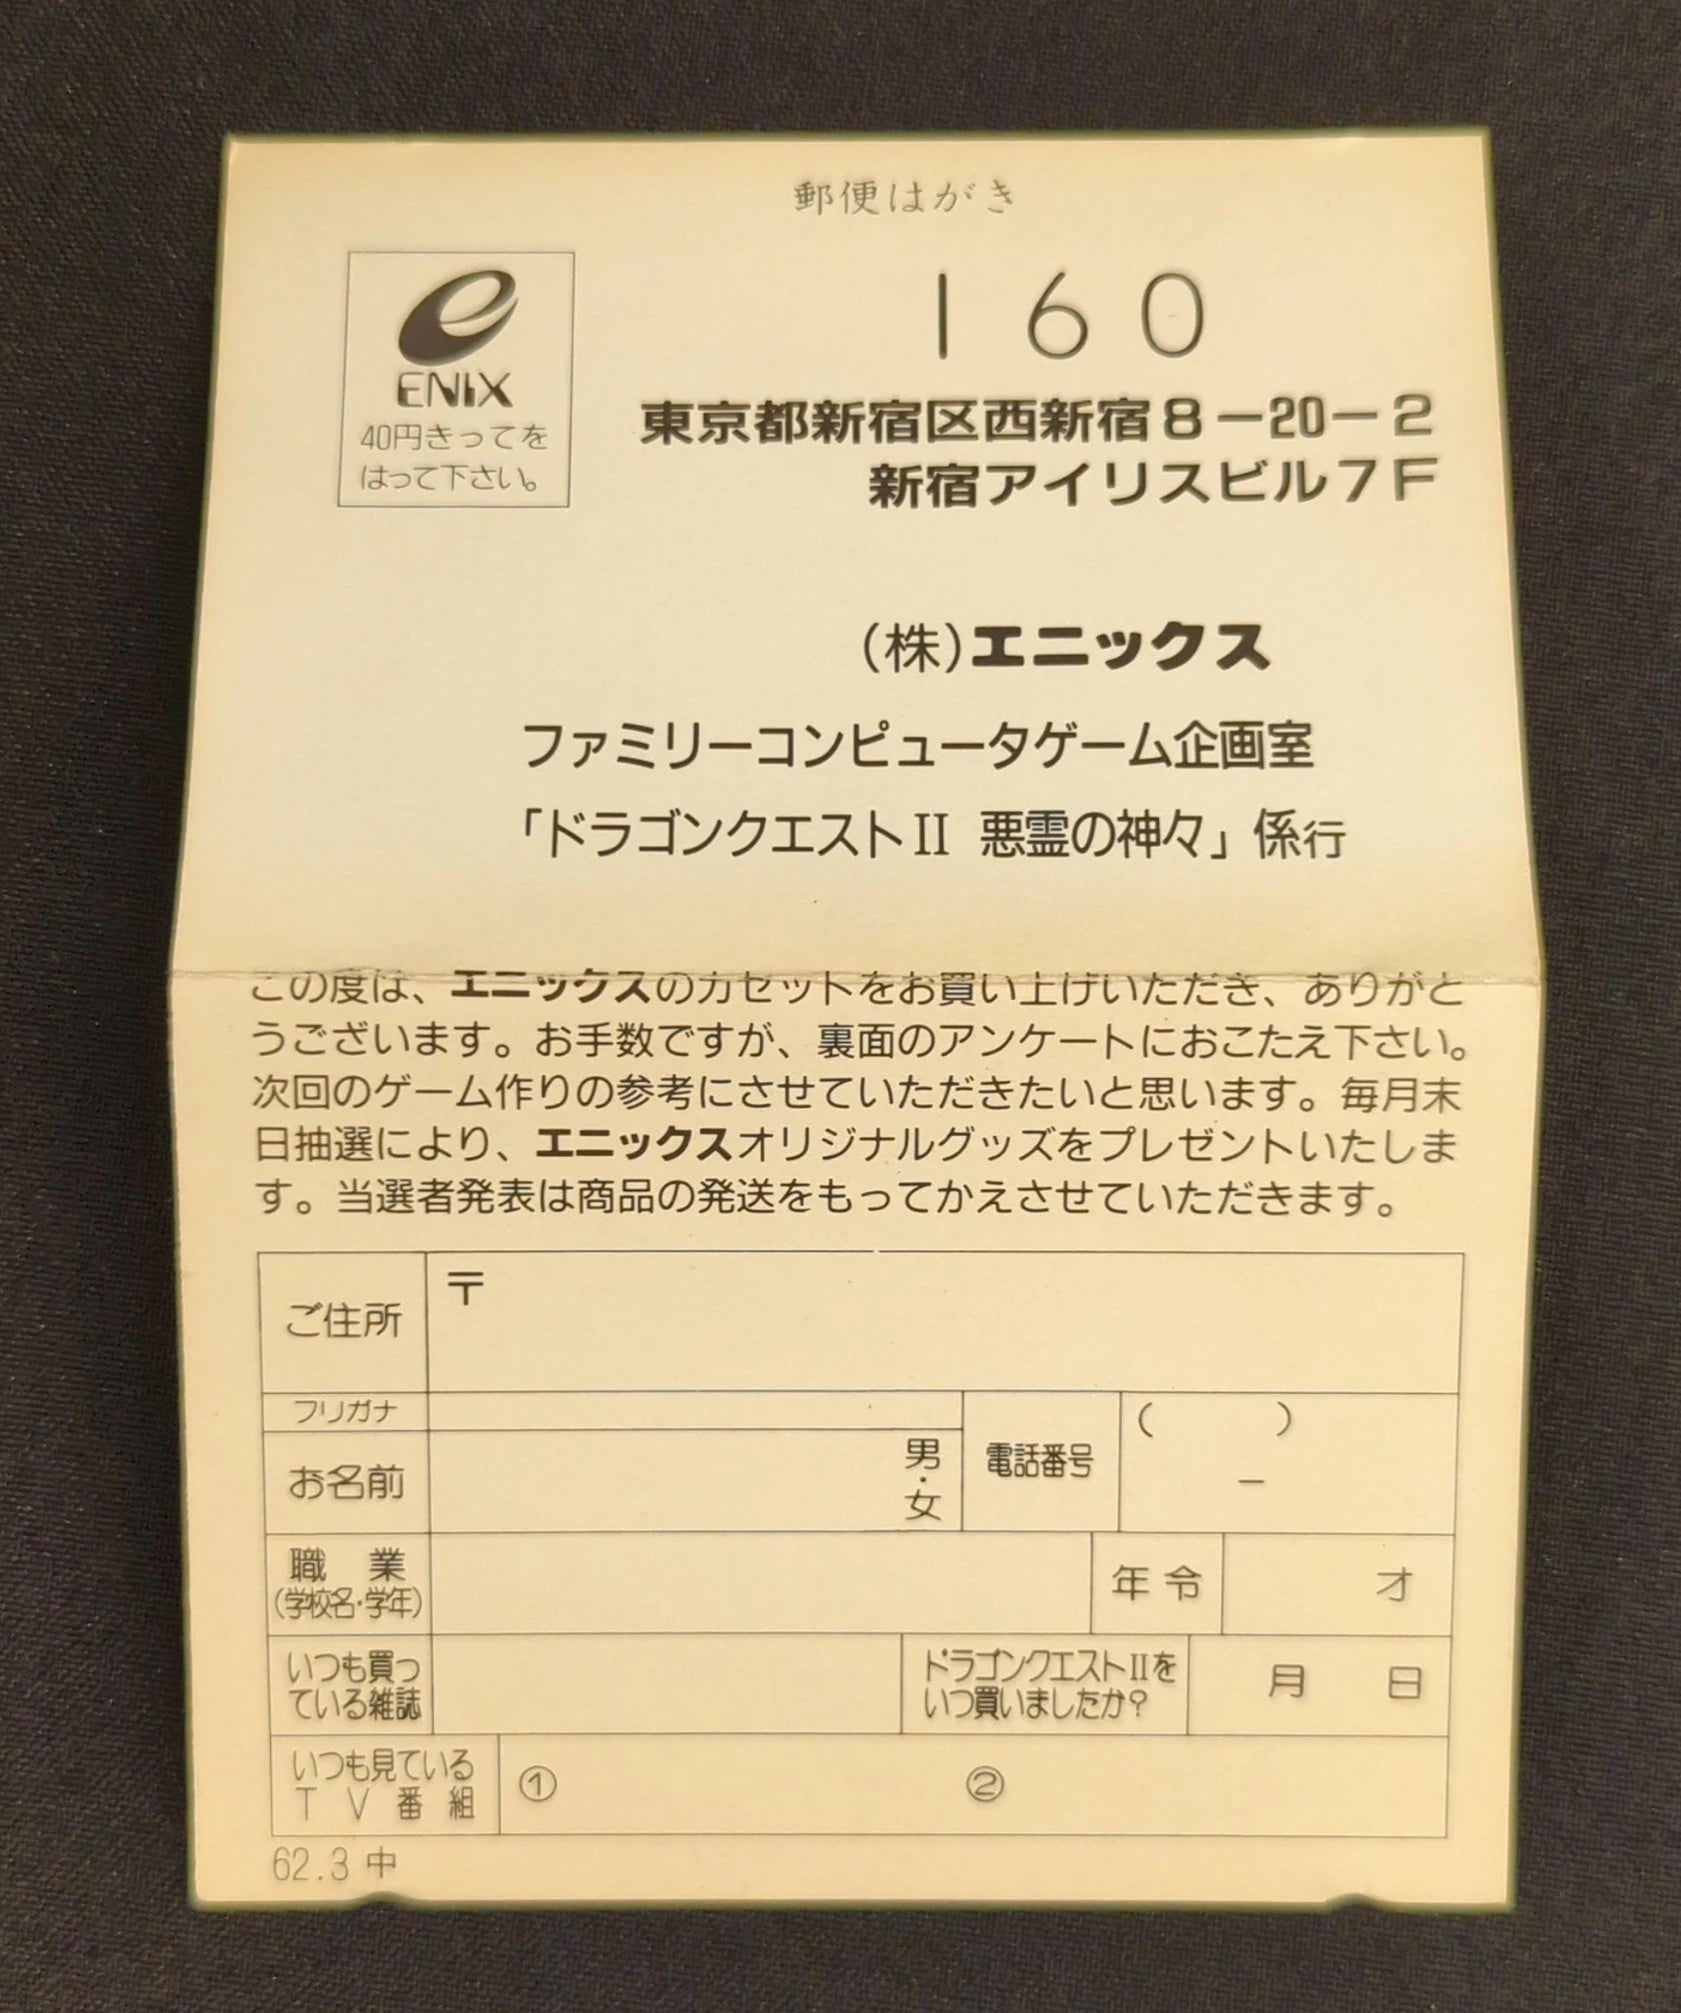 郵便はがき
ENIX
40円きってを
はって下さい。
160
東京都新宿区西新宿8-20-2
新宿アイリスビル7F
(株)エニックス
ファミリーコンピュータゲーム企画室
「ドラゴンクエストII 悪霊の神々」係行
この度は、エニックスのカセットをお買い上げいただき、ありがと
うございます。お手数ですが、裏面のアンケートにおこたえ下さい。
次回のゲーム作りの参考にさせていただきたいと思います。毎月末
日抽選により、エニックスオリジナルグッズをプレゼントいたしま
す。当選者発表は商品の発送をもってかえさせていただきます。
ご住所 〒
フリガナ
お名前 男・女
電話番号 ( ) −
職業
(学校名・学年)
年令 才
いつも買っ
ている雑誌
ドラゴンクエストIIを
いつ買いましたか?
月 日
いつも見ている
TV番組
① ②
62.3 中